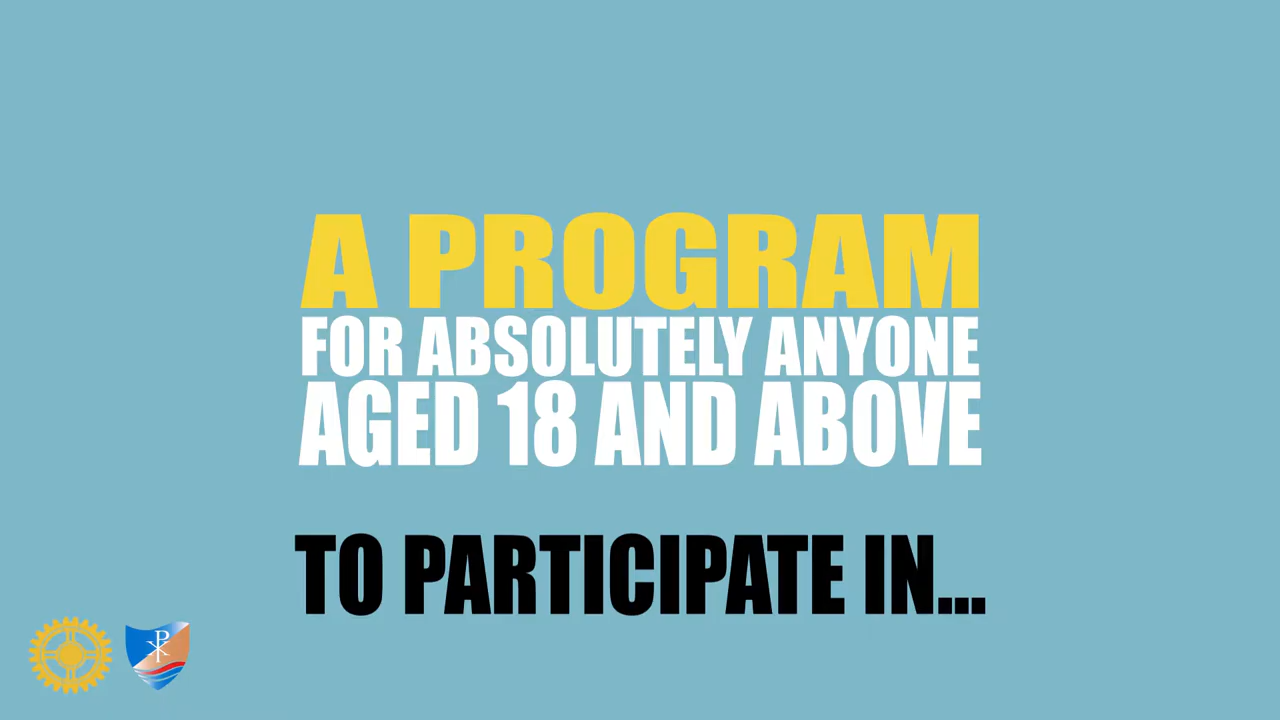 A PROGRAM
FOR ABSOLUTELY ANYONE
AGED 18 AND ABOVE
TO PARTICIPATE IN...